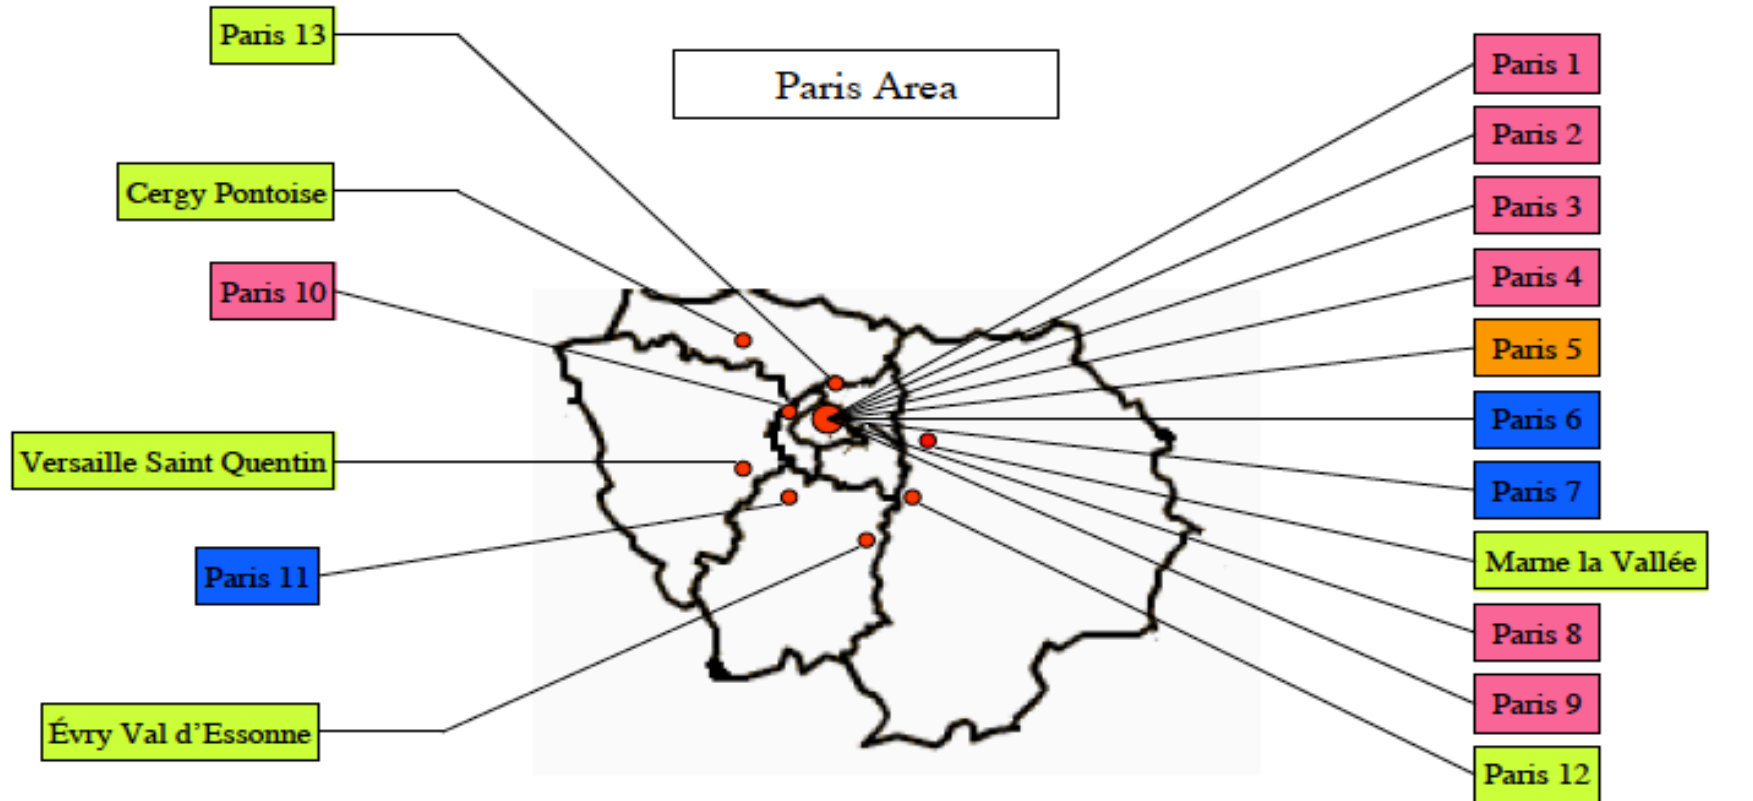 Paris 13
Paris Area
Paris 1
Paris 2
Cergy Pontoise
Paris 3
Paris 10
Paris 4
Paris 5
Paris 6
Versaille Saint Quentin
Paris 7
Marne la Vallée
Paris 11
Paris 8
Paris 9
Évry Val d'Essonne
Paris 12